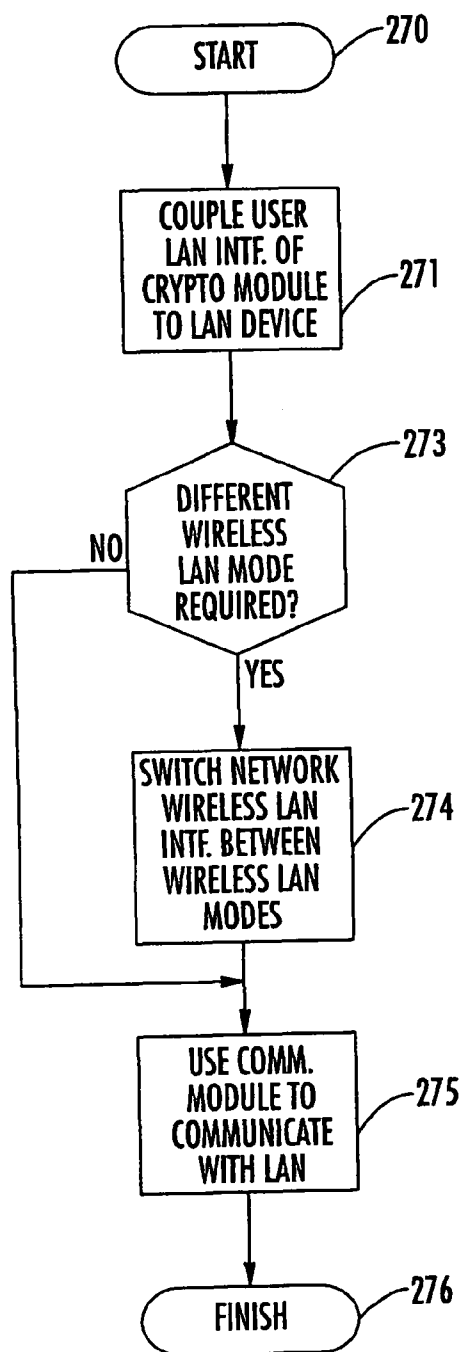 START
270
COUPLE USER
LAN INTF. OF
CRYPTO MODULE
TO LAN DEVICE
271
273
DIFFERENT
WIRELESS
LAN MODE
REQUIRED?
NO
YES
SWITCH NETWORK
WIRELESS LAN
INTF. BETWEEN
WIRELESS LAN
MODES
274
USE COMM.
MODULE TO
COMMUNICATE
WITH LAN
275
FINISH
276